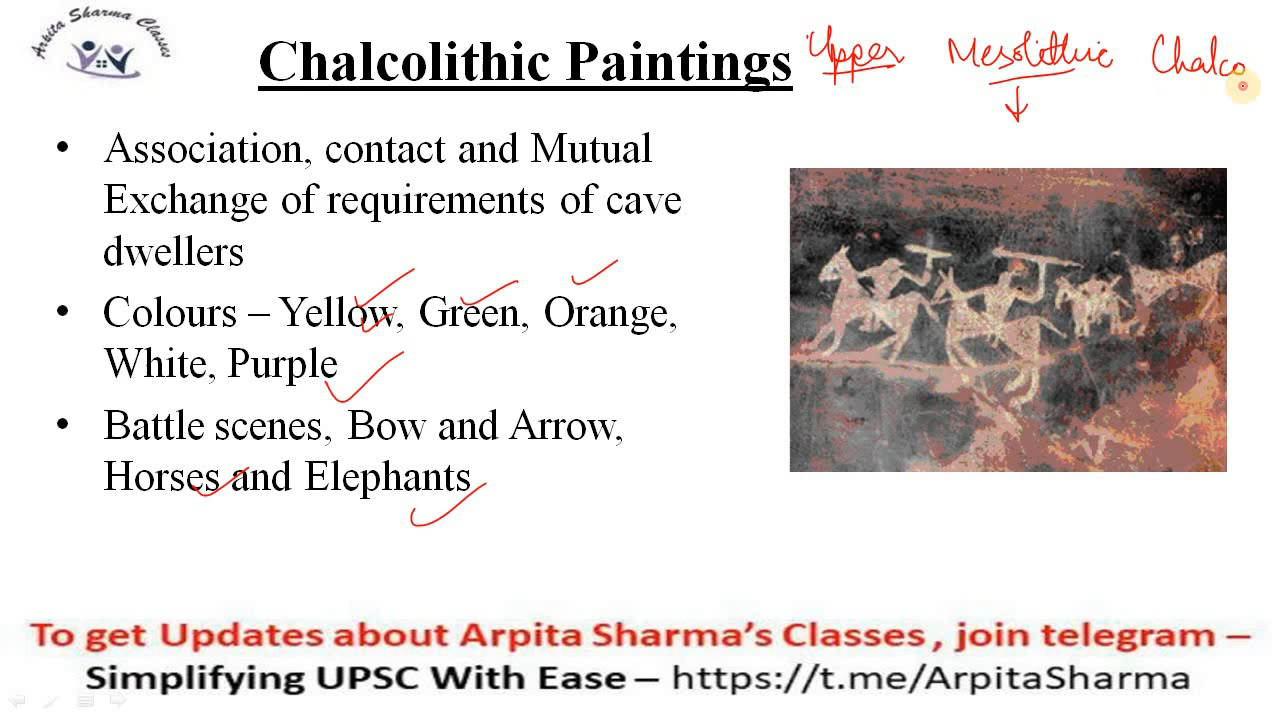 Arpita Sharma Classes
Chalcolithic Paintings
Upper Mesolithic Chalco
• Association, contact and Mutual
Exchange of requirements of cave
dwellers
• Colours – Yellow, Green, Orange,
White, Purple
• Battle scenes, Bow and Arrow,
Horses and Elephants
To get Updates about Arpita Sharma's Classes, join telegram –
Simplifying UPSC With Ease – https://t.me/ArpitaSharma